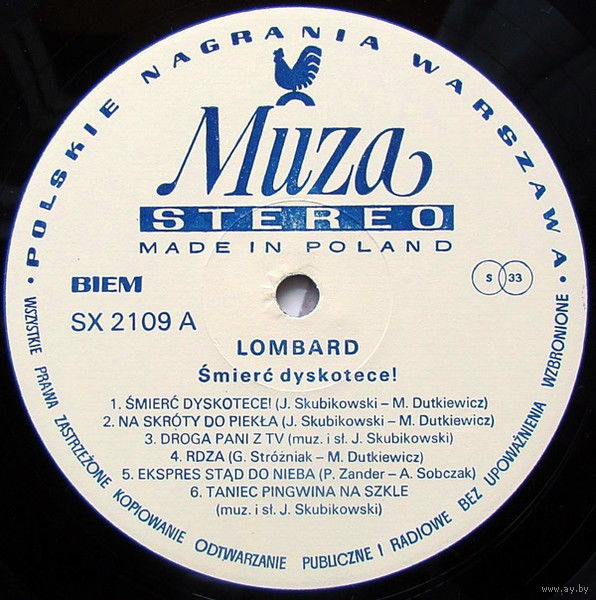 • POLSKIE NAGRANIA WARSZAWA •
Muza
STEREO
MADE IN POLAND
BIEM
S 33
SX 2109 A
LOMBARD
Śmierć dyskotece!
1. ŚMIERĆ DYSKOTECE! (J. Skubikowski – M. Dutkiewicz)
2. NA SKRÓTY DO PIEKŁA (J. Skubikowski – M. Dutkiewicz)
3. DROGA PANI Z TV (muz. i sł. J. Skubikowski)
4. RDZA (G. Stróżniak – M. Dutkiewicz)
5. EKSPRES STĄD DO NIEBA (P. Zander – A. Sobczak)
6. TANIEC PINGWINA NA SZKLE
(muz. i sł. J. Skubikowski)
WSZYSTKIE PRAWA ZASTRZEŻONE KOPIOWANIE ODTWARZANIE PUBLICZNE I RADIOWE BEZ UPOWAŻNIENIA WZBRONIONE
www.ay.by